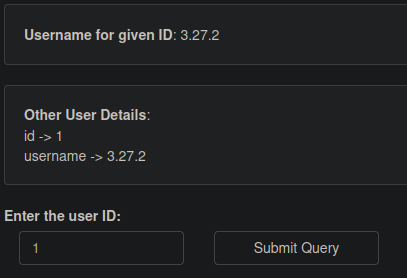 Username for given ID: 3.27.2
Other User Details:
id -> 1
username -> 3.27.2
Enter the user ID:
1
Submit Query